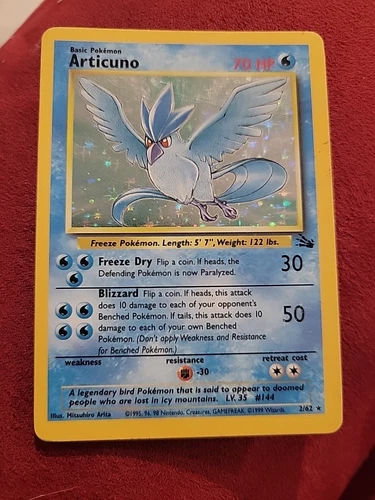 Basic Pokémon
Articuno 70 HP
Freeze Pokémon. Length: 5' 7", Weight: 122 lbs.
Freeze Dry Flip a coin. If heads, the
Defending Pokémon is now Paralyzed.
30
Blizzard Flip a coin. If heads, this attack
does 10 damage to each of your opponent's
Benched Pokémon. If tails, this attack does 10
damage to each of your own Benched
Pokémon. (Don't apply Weakness and Resistance
for Benched Pokémon.)
50
weakness resistance retreat cost
-30
A legendary bird Pokémon that is said to appear to doomed
people who are lost in icy mountains. LV. 35 #144
Illus. Mitsuhiro Arita ©1995, 96, 98 Nintendo, Creatures, GAMEFREAK. ©1999 Wizards. 2/62 ★